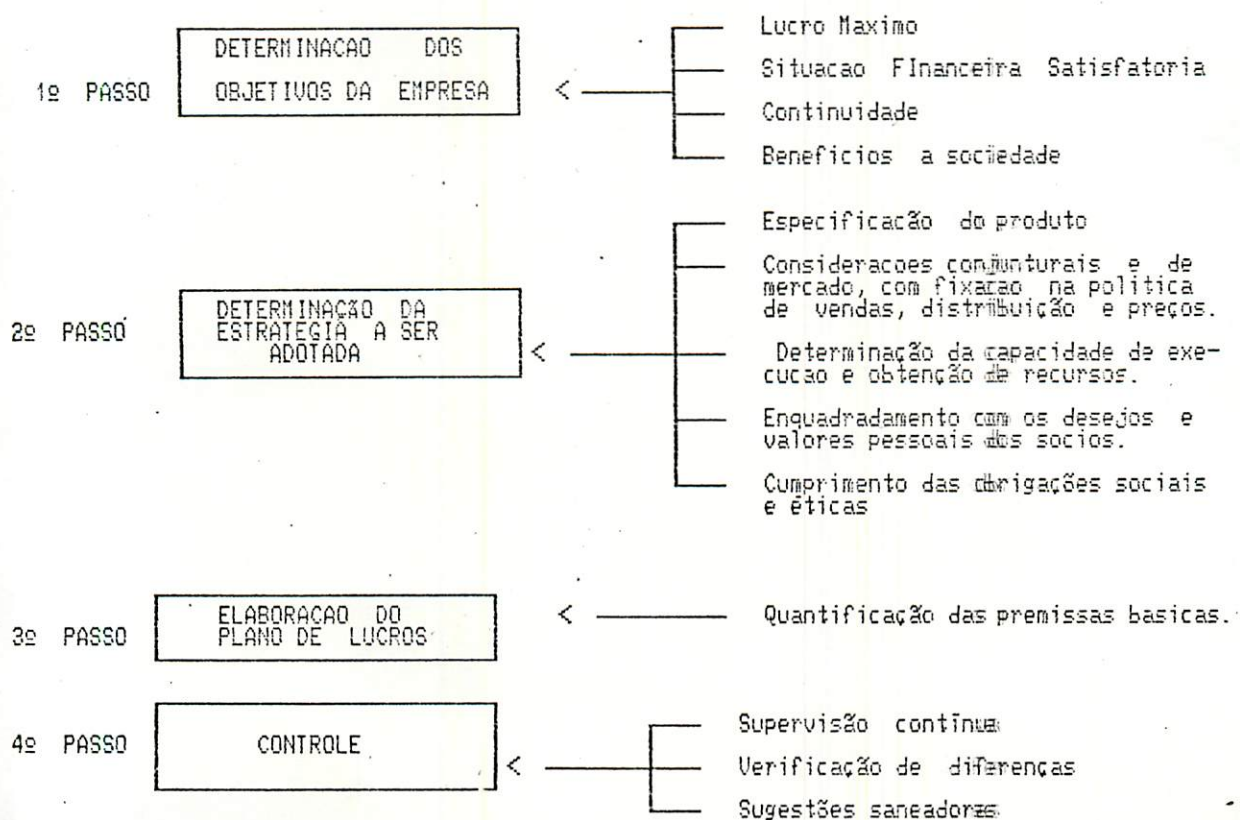 1º PASSO
DETERMINACAO DOS
OBJETIVOS DA EMPRESA
<
Lucro Maximo
Situacao FInanceira Satisfatoria
Continuidade
Beneficios a sociedade
2º PASSO
DETERMINAÇÃO DA
ESTRATEGIA A SER
ADOTADA
<
Especificacão do produto
Consideracoes conjunturais e de
mercado, com fixacao na politica
de vendas, distribuição e preços.
Determinação da capacidade de exe-
cucao e obtenção de recursos.
Enquadradamento com os desejos e
valores pessoais dos socios.
Cumprimento das obrigações sociais
e éticas
3º PASSO
ELABORACAO DO
PLANO DE LUCROS
<
Quantificação das premissas basicas.
4º PASSO
CONTROLE
<
Supervisão contínua
Verificação de diferenças
Sugestões saneadoras